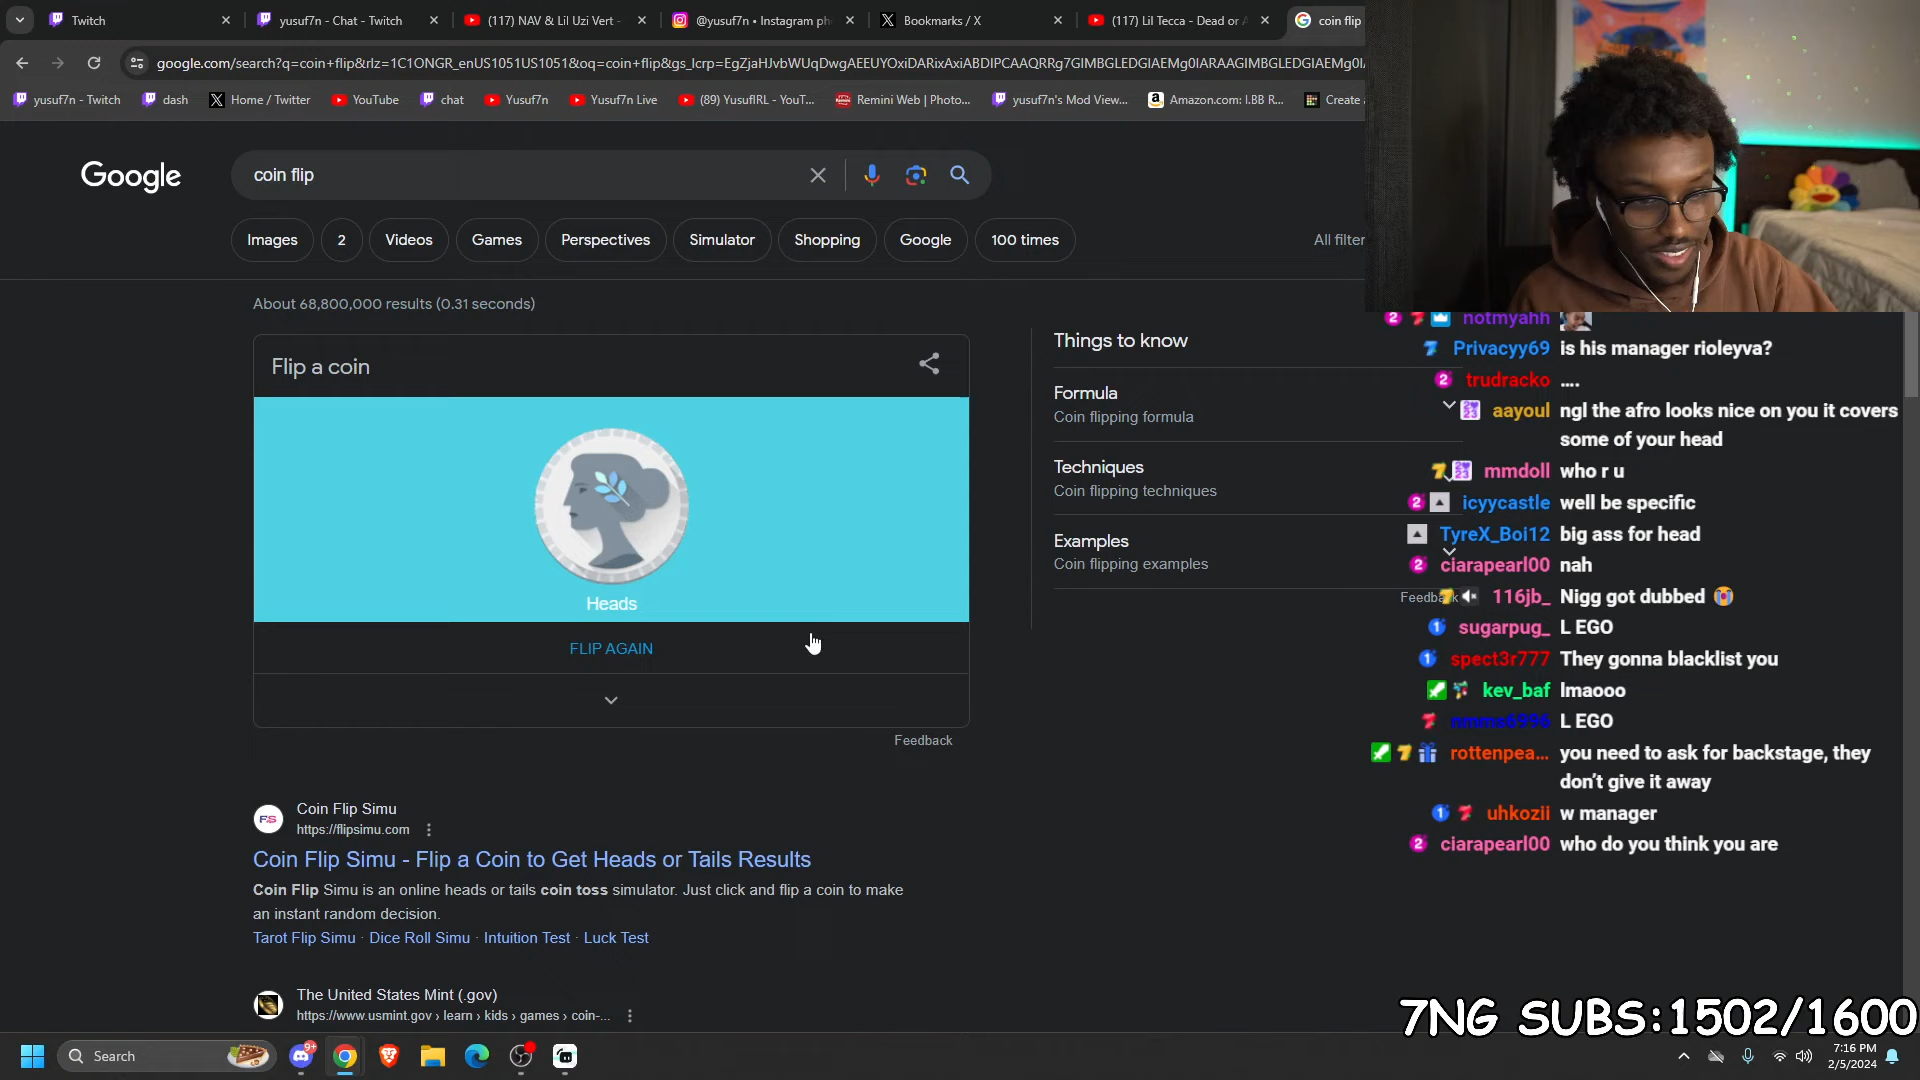 Twitch
yusuf7n - Chat - Twitch
(117) NAV & Lil Uzi Vert -
@yusuf7n • Instagram ph
Bookmarks / X
(117) Lil Tecca - Dead or A
coin flip
google.com/search?q=coin+flip&rlz=1C1ONGR_enUS1051US1051&oq=coin+flip&gs_lcrp=EgZjaHJvbWUqDwgAEEUYOxiDARixAxiABDIPCAAQRRg7GIMBGLEDGIAEMg0IARAAGIMBGLEDGIAEMg0IA
yusuf7n - Twitch
dash
Home / Twitter
YouTube
chat
Yusuf7n
Yusuf7n Live
(89) YusufIRL - YouT...
Remini Web | Photo...
yusuf7n's Mod View...
Amazon.com: I.BB R...
Create
Google
coin flip
Images
2
Videos
Games
Perspectives
Simulator
Shopping
Google
100 times
All filter
About 68,800,000 results (0.31 seconds)
Flip a coin
Heads
FLIP AGAIN
Feedback
Things to know
Formula
Coin flipping formula
Techniques
Coin flipping techniques
Examples
Coin flipping examples
Feedback
Coin Flip Simu
https://flipsimu.com
Coin Flip Simu - Flip a Coin to Get Heads or Tails Results
Coin Flip Simu is an online heads or tails coin toss simulator. Just click and flip a coin to make
an instant random decision.
Tarot Flip Simu · Dice Roll Simu · Intuition Test · Luck Test
The United States Mint (.gov)
https://www.usmint.gov › learn › kids › games › coin-...
notmyahh
Privacyy69 is his manager rioleyva?
trudracko ....
aayoul ngl the afro looks nice on you it covers
some of your head
mmdoll who r u
icyycastle well be specific
TyreX_Boi12 big ass for head
ciarapearl00 nah
116jb_ Nigg got dubbed
sugarpug_ L EGO
spect3r777 They gonna blacklist you
kev_baf lmaooo
nmms6996 L EGO
rottenpea... you need to ask for backstage, they
don't give it away
uhkozii w manager
ciarapearl00 who do you think you are
7NG SUBS:1502/1600
Search
9+
7:16 PM
2/5/2024